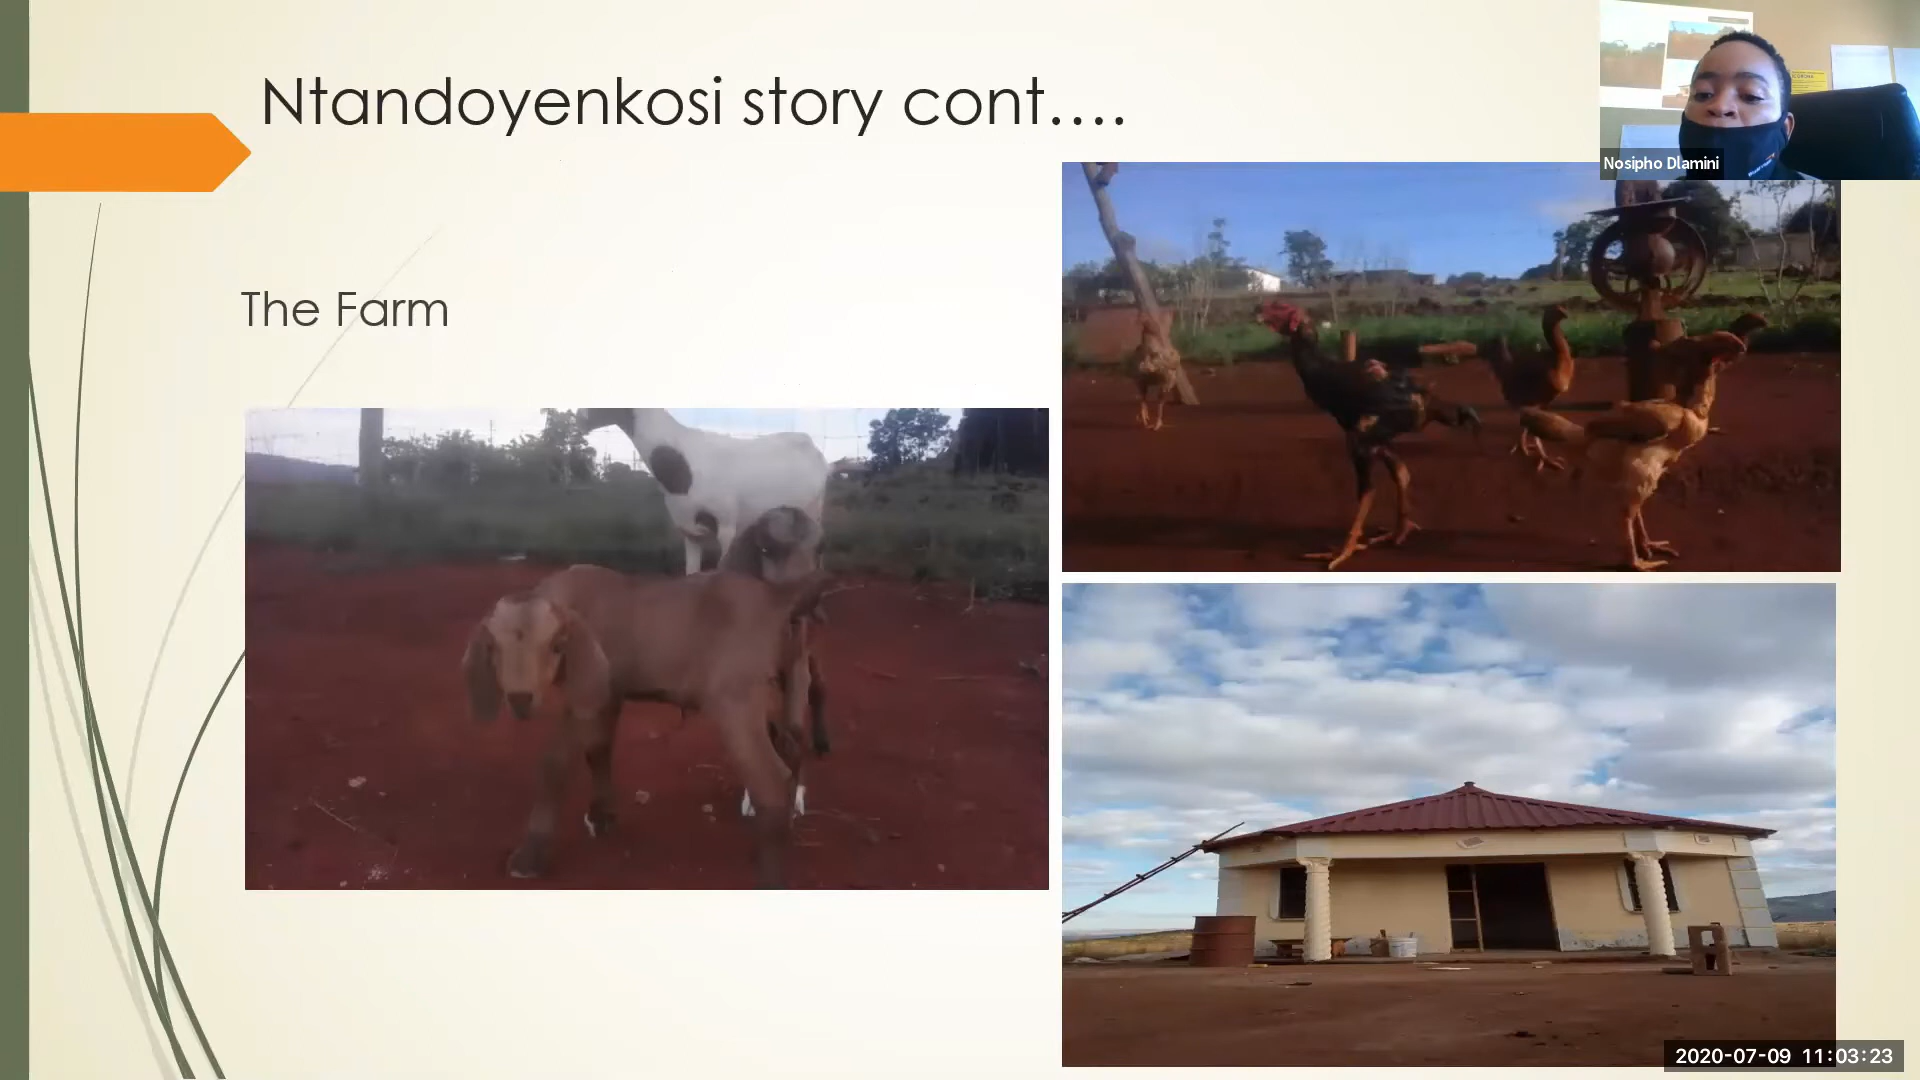 Ntandoyenkosi story cont....
Nosipho Dlamini
The Farm
2020-07-09 11:03:23